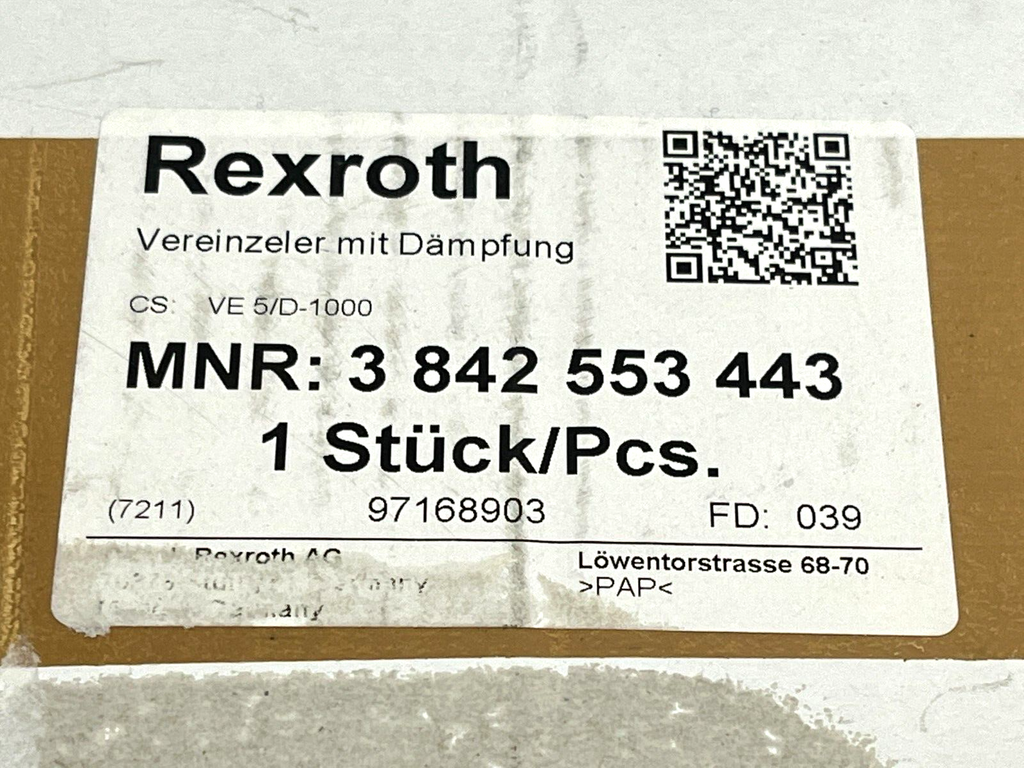 Rexroth
Vereinzeler mit Dämpfung
CS: VE 5/D-1000
MNR: 3 842 553 443
1 Stück/Pcs.
(7211) 97168903 FD: 039
Rexroth AG Löwentorstrasse 68-70
>PAP<